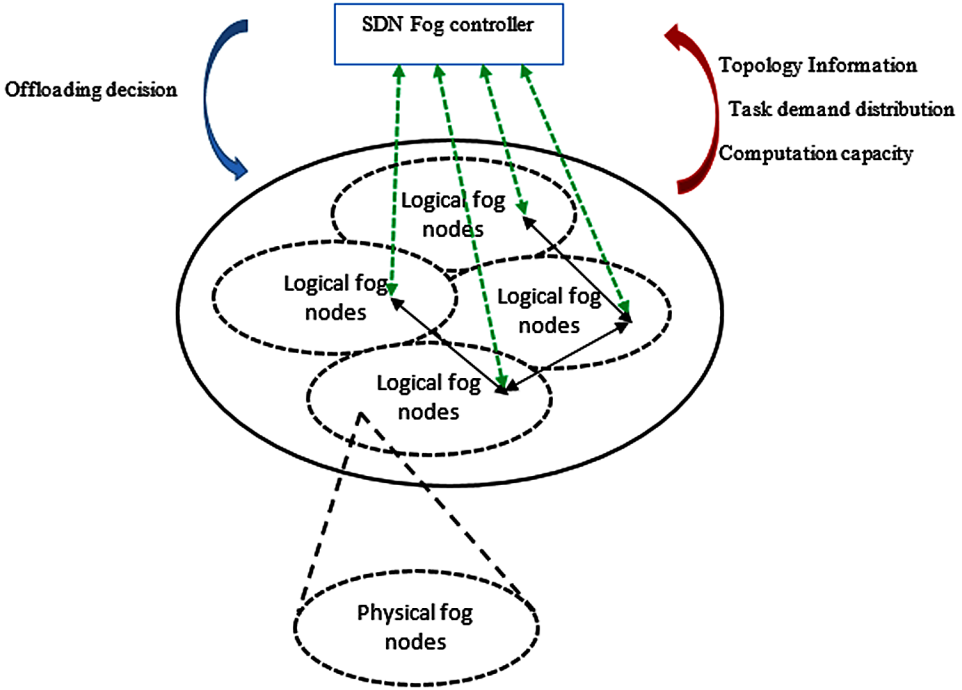 SDN Fog controller
Offloading decision
Topology Information
Task demand distribution
Computation capacity
Logical fog
nodes
Logical fog
nodes
Logical fog
nodes
Logical fog
nodes
Physical fog
nodes